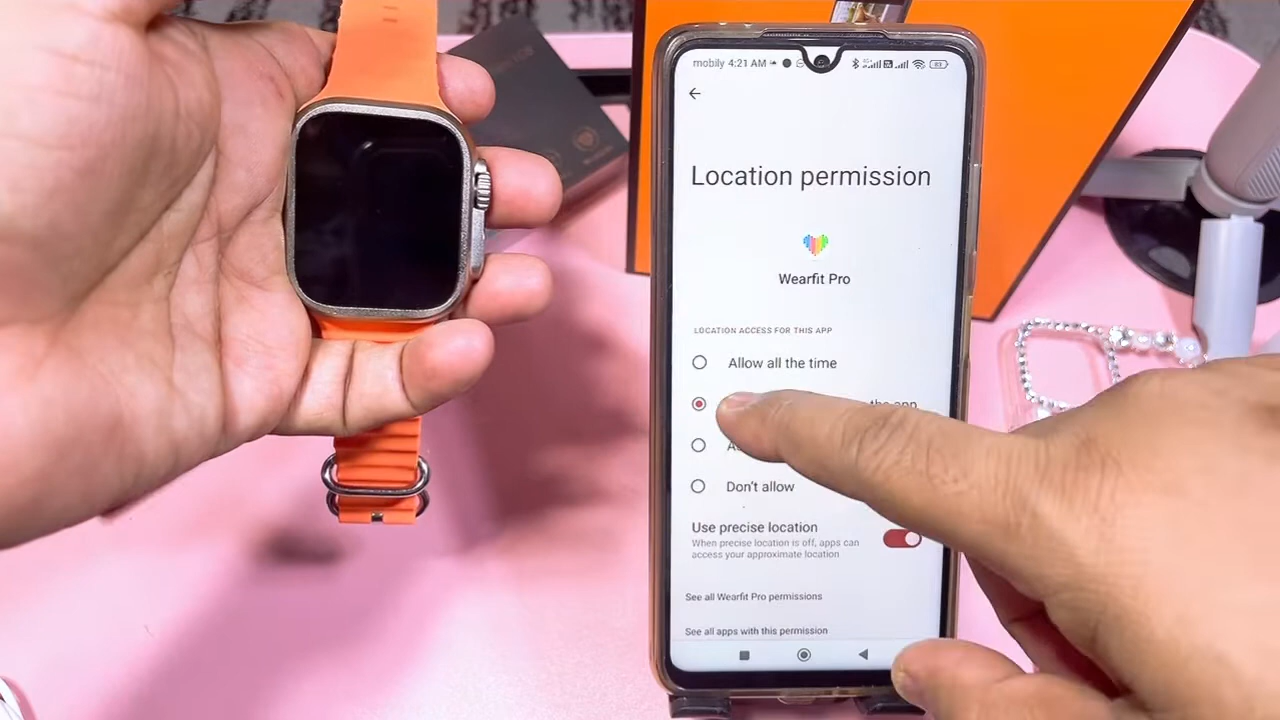 mobily 4:21 AM
Location permission
Wearfit Pro
LOCATION ACCESS FOR THIS APP
Allow all the time
the app
Don't allow
Use precise location
When precise location is off, apps can
access your approximate location
See all Wearfit Pro permissions
See all apps with this permission